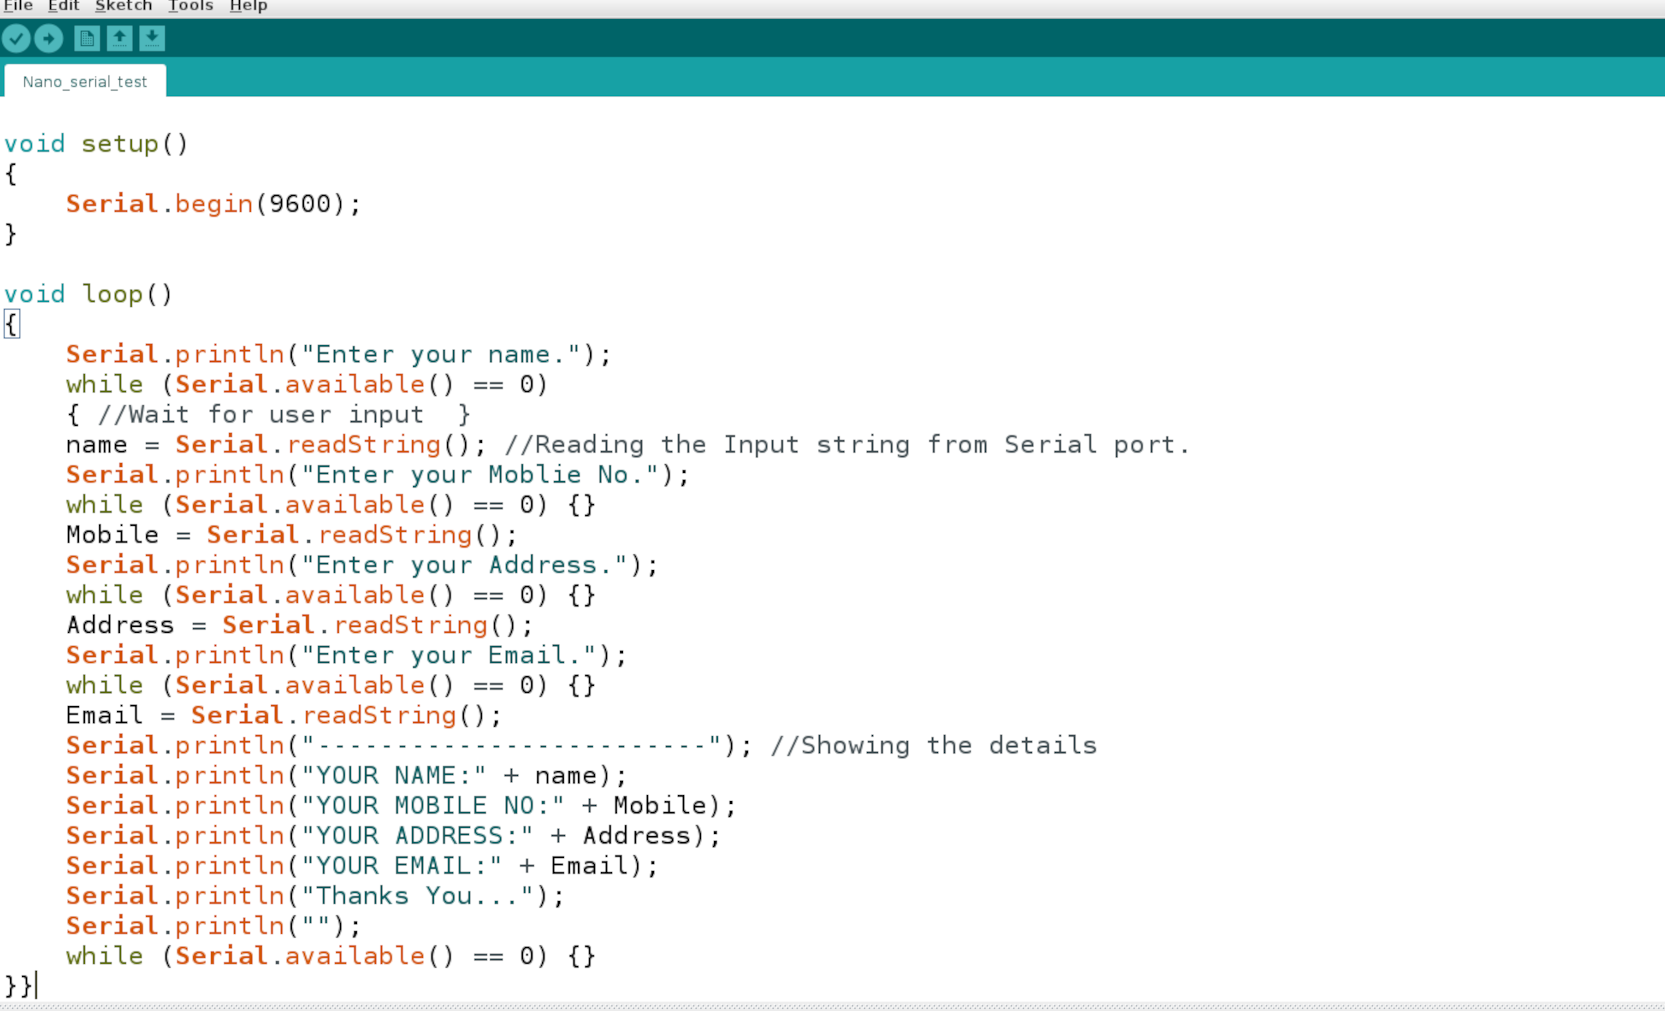 File Edit Sketch Tools Help
Nano_serial_test
void setup()
{
    Serial.begin(9600);
}
void loop()
{
    Serial.println("Enter your name.");
    while (Serial.available() == 0)
    { //Wait for user input  }
    name = Serial.readString(); //Reading the Input string from Serial port.
    Serial.println("Enter your Moblie No.");
    while (Serial.available() == 0) {}
    Mobile = Serial.readString();
    Serial.println("Enter your Address.");
    while (Serial.available() == 0) {}
    Address = Serial.readString();
    Serial.println("Enter your Email.");
    while (Serial.available() == 0) {}
    Email = Serial.readString();
    Serial.println("-------------------------"); //Showing the details
    Serial.println("YOUR NAME:" + name);
    Serial.println("YOUR MOBILE NO:" + Mobile);
    Serial.println("YOUR ADDRESS:" + Address);
    Serial.println("YOUR EMAIL:" + Email);
    Serial.println("Thanks You...");
    Serial.println("");
    while (Serial.available() == 0) {}
}}